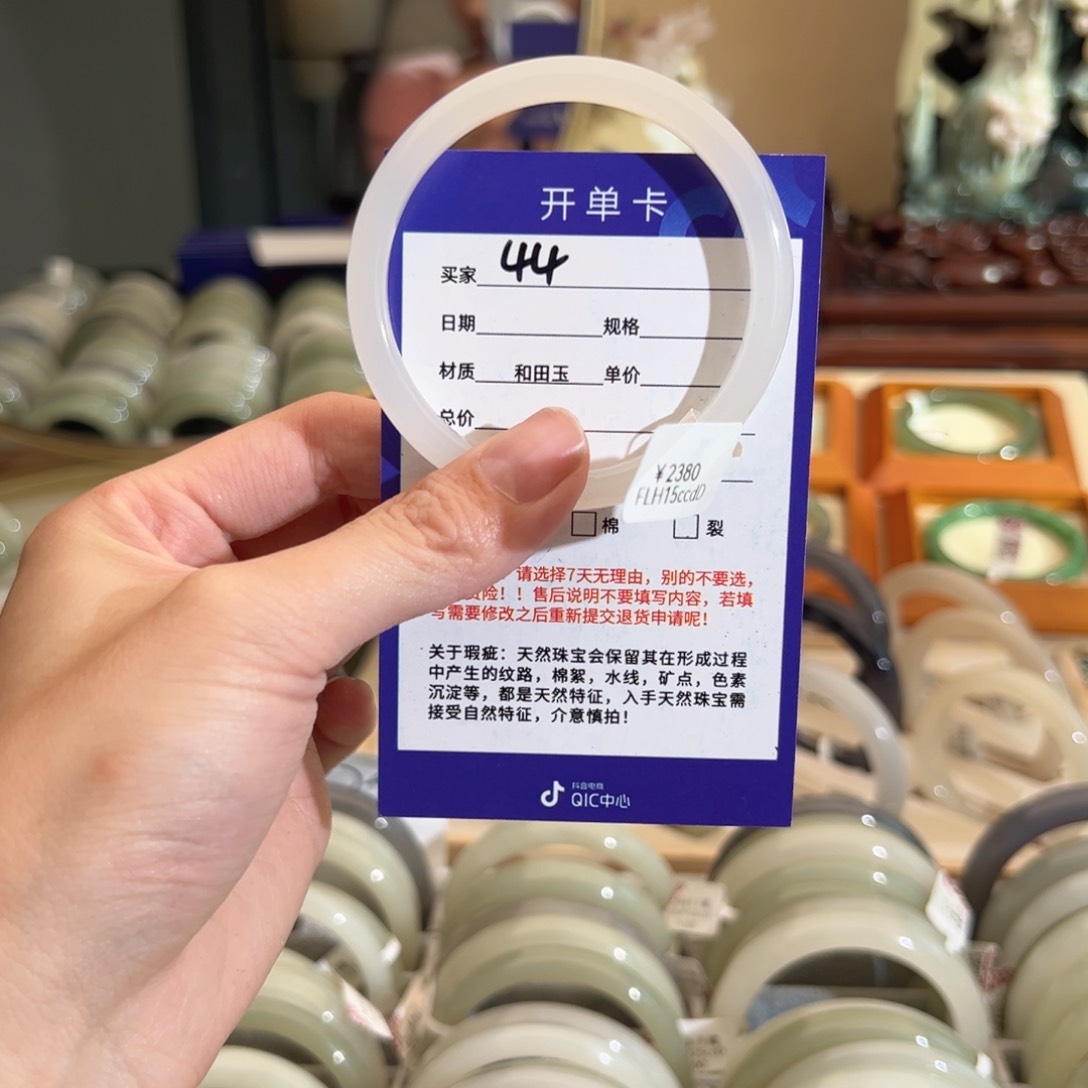 开单卡
买家 44
日期 规格
材质 和田玉 单价
总价
¥2380
FLH15ccdD
棉 裂
请选择7天无理由，别的不要选，
险！！售后说明不要填写内容，若填
写需要修改之后重新提交退货申请呢！
关于瑕疵：天然珠宝会保留其在形成过程
中产生的纹路，棉絮，水线，矿点，色素
沉淀等，都是天然特征，入手天然珠宝需
接受自然特征，介意慎拍！
抖音电商
QIC中心